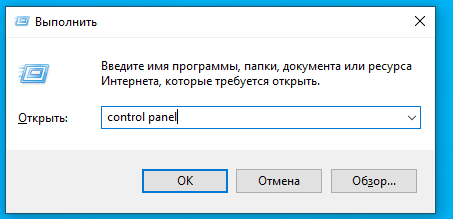 Выполнить
Введите имя программы, папки, документа или ресурса
Интернета, которые требуется открыть.
Открыть: control panel
OK Отмена Обзор...